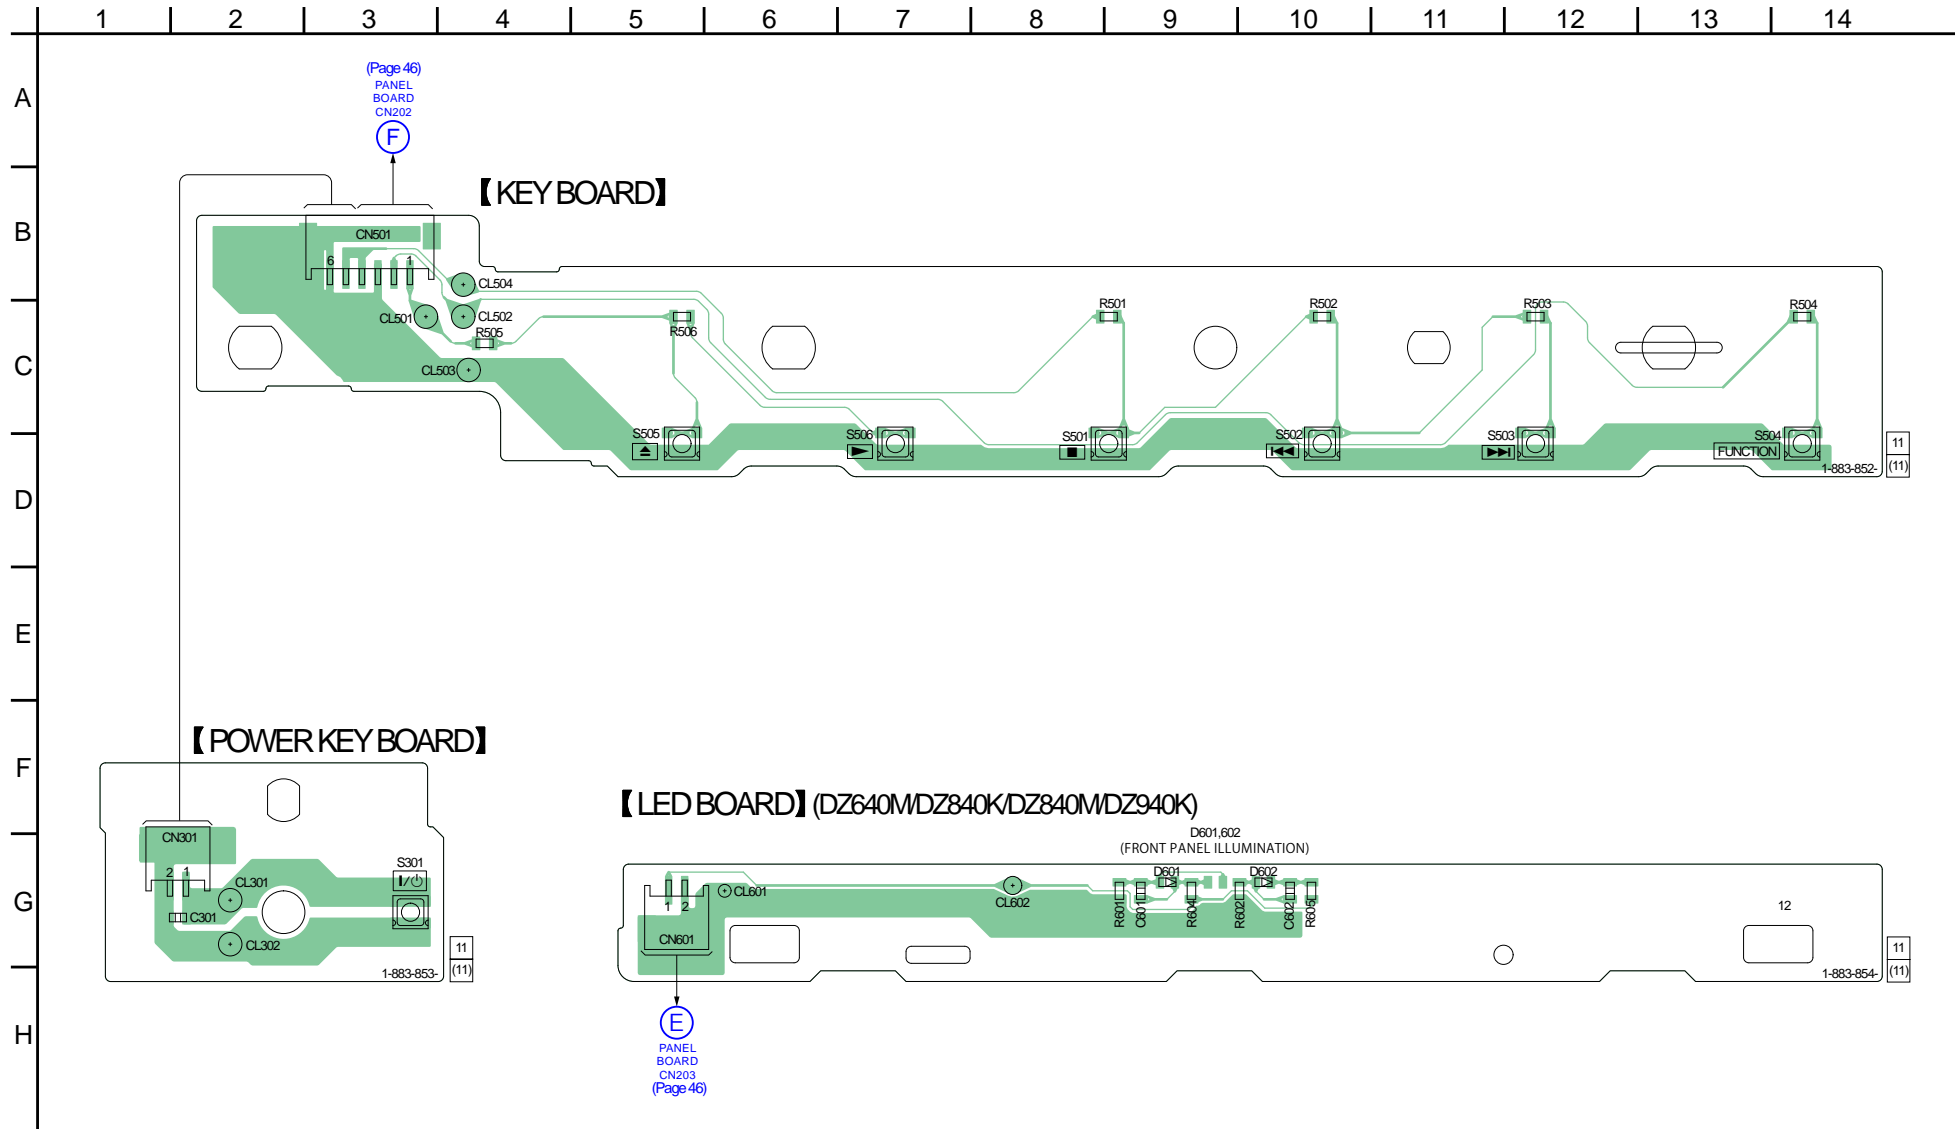 1 2 3 4 5 6 7 8 9 10 11 12 13 14
A
(Page 46)
PANEL
BOARD
CN202
F
【KEY BOARD】
B
CN501
6 1
CL504
CL501
CL502
R505
R506
R501
R502
R503
R504
C
CL503
S505
S506
S501
S502
S503
S504
FUNCTION
1-883-852-
11
(11)
D
E
【POWER KEY BOARD】
F
【LED BOARD】(DZ640M/DZ840K/DZ840M/DZ940K)
CN301
2 1
S301
I/
CL301
C301
CL302
1-883-853-
11
(11)
G
D601,602
(FRONT PANEL ILLUMINATION)
D601
D602
1 2
CL601
CL602
CN601
R601
C601
R604
R602
C602
R605
12
1-883-854-
11
(11)
H
E
PANEL
BOARD
CN203
(Page 46)